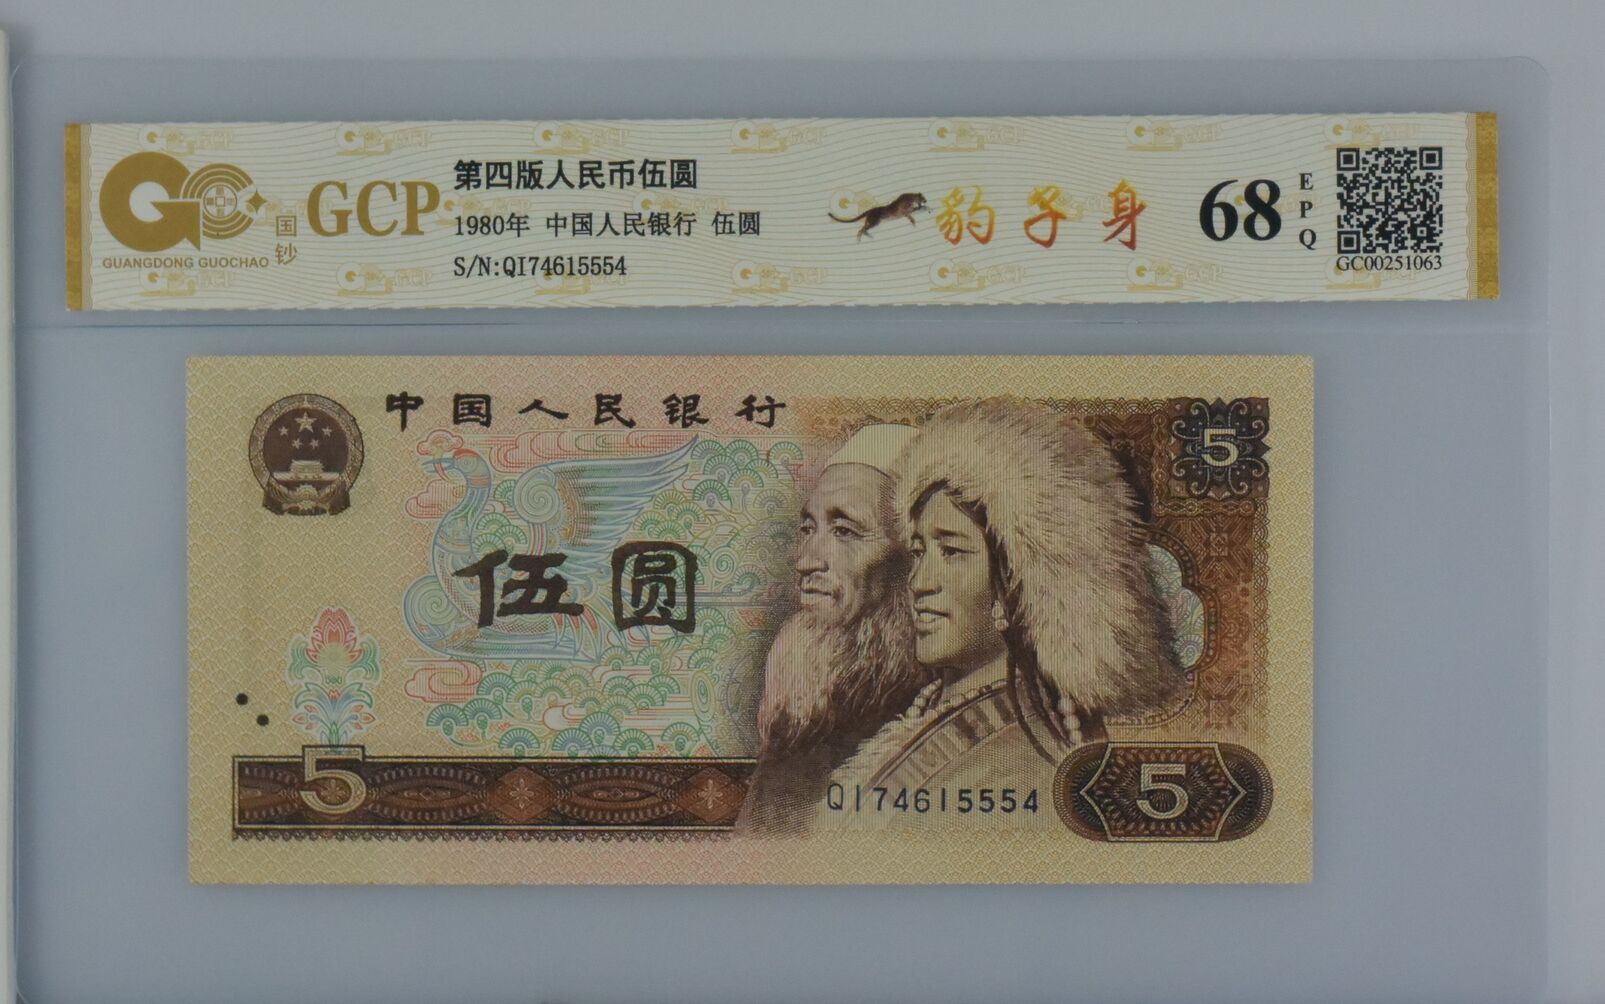 GC
GUANGDONG GUOCHAO
国钞
GCP
第四版人民币伍圆
1980年 中国人民银行 伍圆
S/N:QI74615554
豹子身
68
EPQ
GC00251063
中国人民银行
5
伍圆
5
QI74615554
5